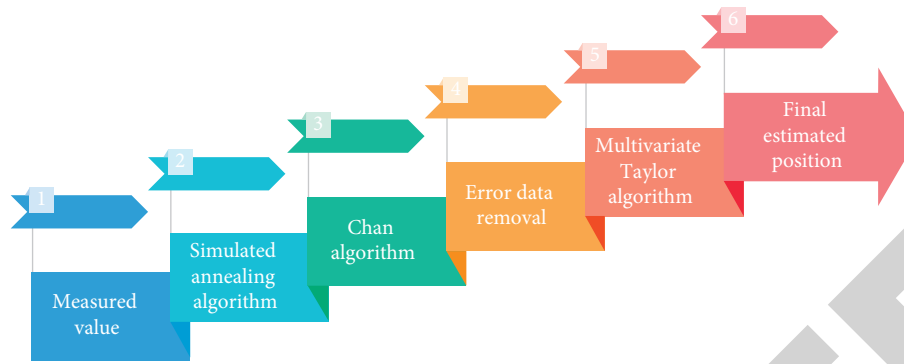 1
Measured
value
2
Simulated
annealing
algorithm
3
Chan
algorithm
4
Error data
removal
5
Multivariate
Taylor
algorithm
6
Final
estimated
position